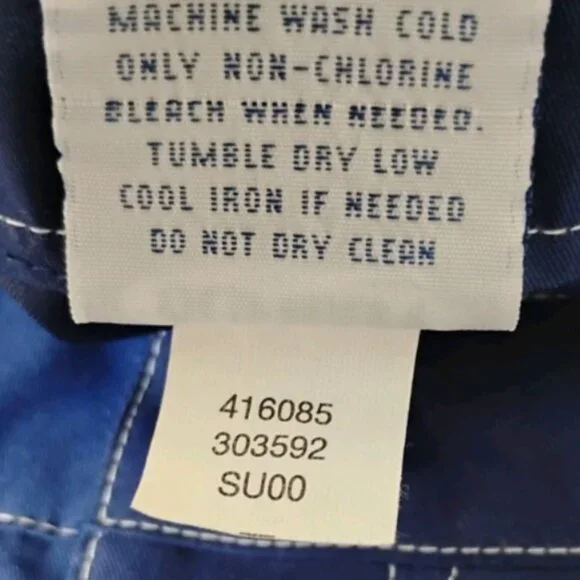 MACHINE WASH COLD
ONLY NON-CHLORINE
BLEACH WHEN NEEDED.
TUMBLE DRY LOW
COOL IRON IF NEEDED
DO NOT DRY CLEAN
416085
303592
SU00